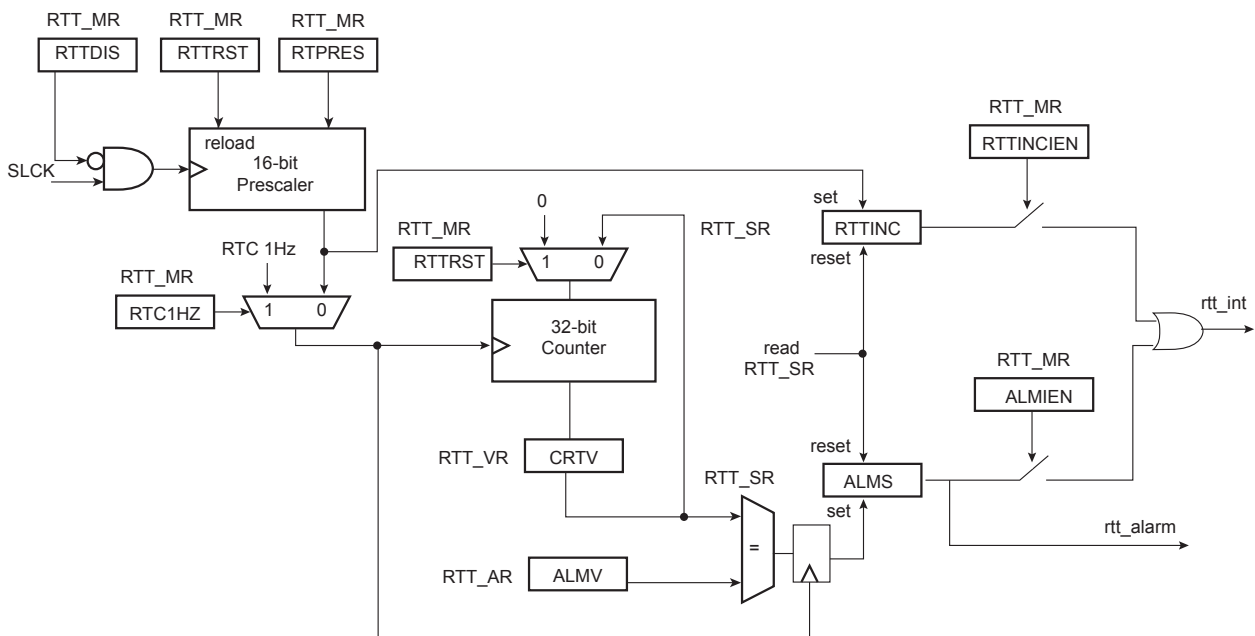 RTT_MR
RTT_MR
RTT_MR
RTTDIS
RTTRST
RTPRES
reload
16-bit
Prescaler
SLCK
RTT_MR
RTTINCIEN
set
0
RTT_MR
RTT_SR
RTTINC
RTC 1Hz
RTTRST
1
0
reset
RTT_MR
RTC1HZ
1
0
rtt_int
32-bit
Counter
read
RTT_SR
RTT_MR
ALMIEN
reset
RTT_VR
CRTV
RTT_SR
ALMS
set
rtt_alarm
=
RTT_AR
ALMV